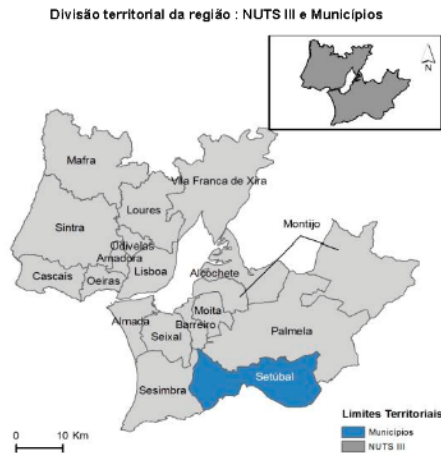 Divisão territorial da região : NUTS III e Municípios
N
Mafra
Vila Franca de Xira
Loures
Montijo
Sintra
Odivelas
Amadora
Lisboa
Cascais
Oeiras
Alcochete
Moita
Almada
Barreiro
Seixal
Palmela
Sesimbra
Setúbal
Limites Territoriais
Municípios
NUTS III
0 10 Km